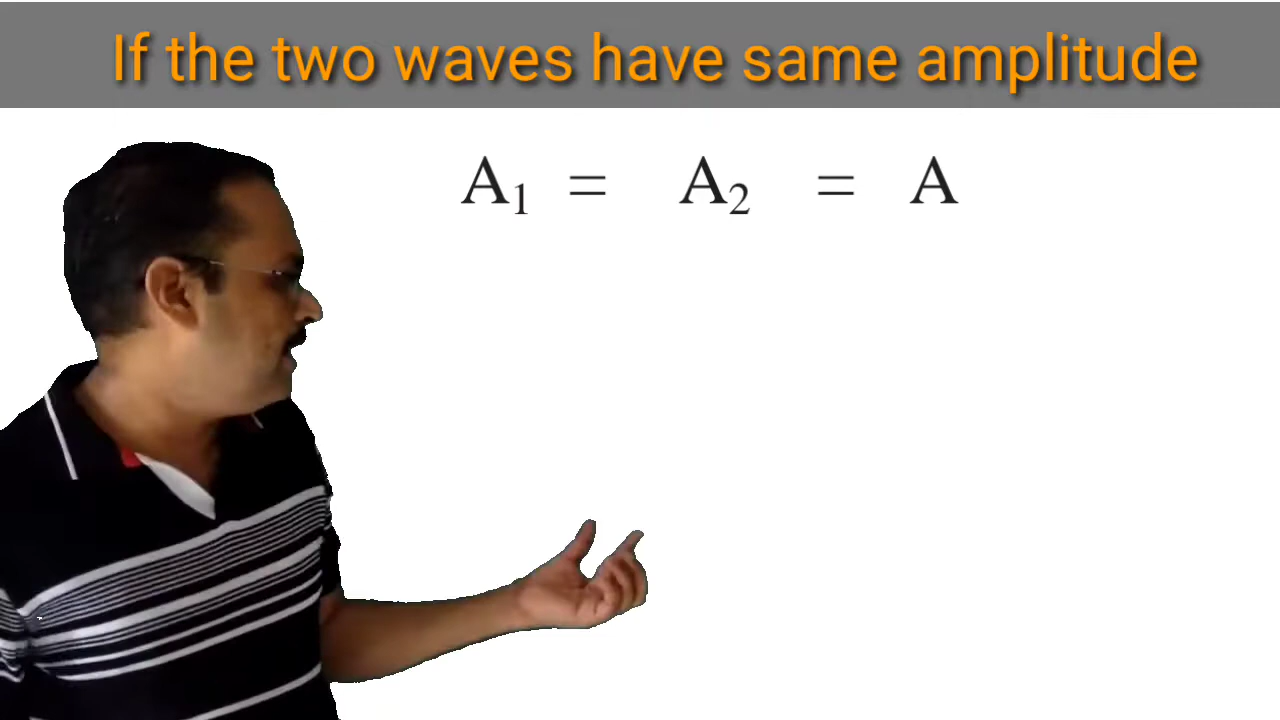 If the two waves have same amplitude
A₁ = A₂ = A